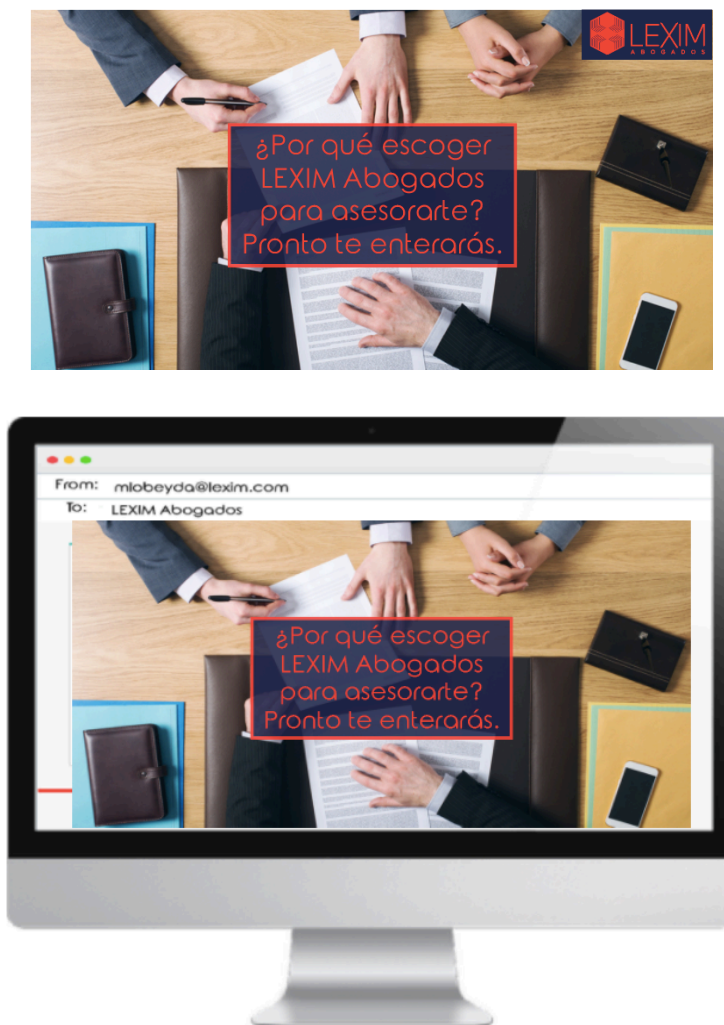 LEXIM
ABOGADOS
¿Por qué escoger
LEXIM Abogados
para asesorarte?
Pronto te enterarás.
From: mlobeyda@lexim.com
To: LEXIM Abogados
¿Por qué escoger
LEXIM Abogados
para asesorarte?
Pronto te enterarás.